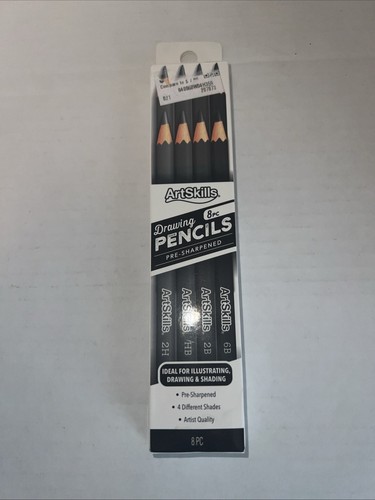 ArtSkills
Drawing 8PC
PENCILS
PRE-SHARPENED
ArtSkills. 2H
ArtSkills. HB
ArtSkills. 2B
ArtSkills. 6B
IDEAL FOR ILLUSTRATING,
DRAWING & SHADING
• Pre-Sharpened
• 4 Different Shades
• Artist Quality
8 PC